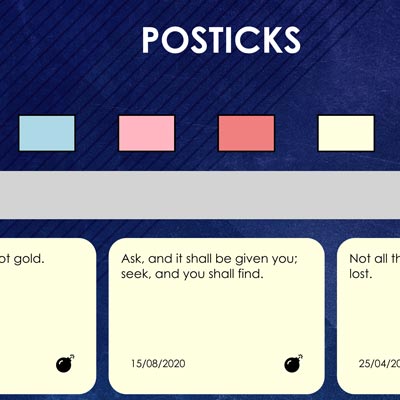 POSTICKS
ot gold.
Ask, and it shall be given you;
seek, and you shall find.
15/08/2020
Not all th
lost.
25/04/20